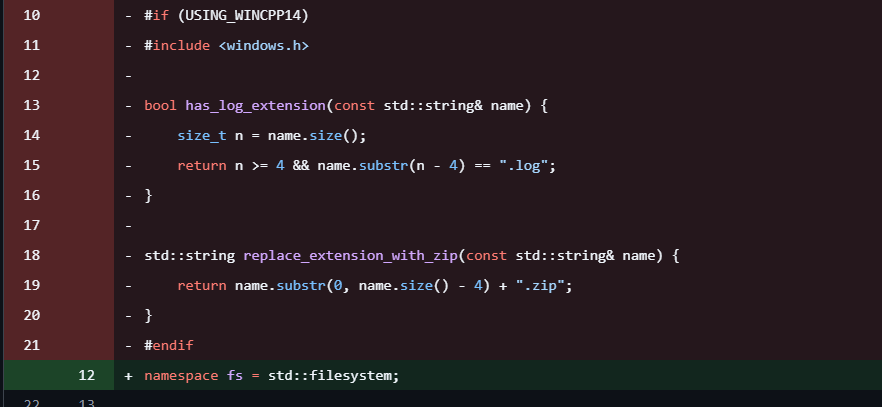 10 - #if (USING_WINCPP14)
11 - #include <windows.h>
12 -
13 - bool has_log_extension(const std::string& name) {
14 - size_t n = name.size();
15 - return n >= 4 && name.substr(n - 4) == ".log";
16 - }
17 -
18 - std::string replace_extension_with_zip(const std::string& name) {
19 - return name.substr(0, name.size() - 4) + ".zip";
20 - }
21 - #endif
12 + namespace fs = std::filesystem;
22 13